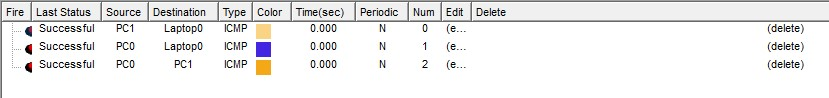 Fire Last Status Source Destination Type Color Time(sec) Periodic Num Edit Delete
Successful PC1 Laptop0 ICMP 0.000 N 0 (e... (delete)
Successful PC0 Laptop0 ICMP 0.000 N 1 (e... (delete)
Successful PC0 PC1 ICMP 0.000 N 2 (e... (delete)